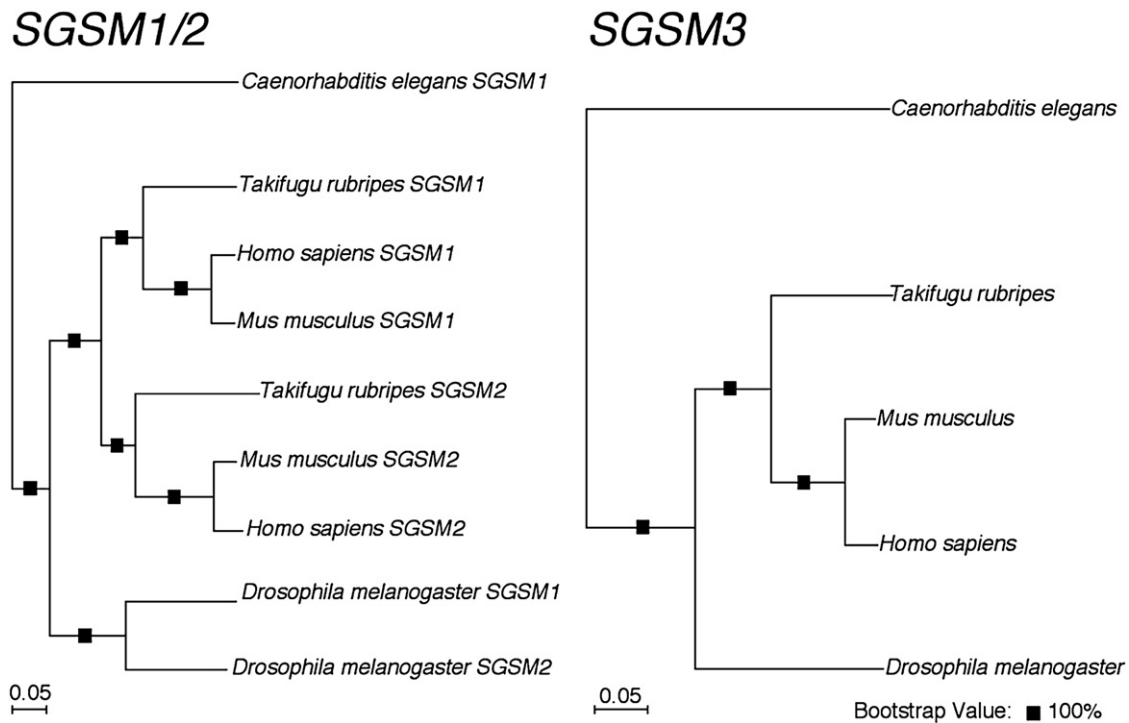 SGSM1/2
Caenorhabditis elegans SGSM1
Takifugu rubripes SGSM1
Homo sapiens SGSM1
Mus musculus SGSM1
Takifugu rubripes SGSM2
Mus musculus SGSM2
Homo sapiens SGSM2
Drosophila melanogaster SGSM1
Drosophila melanogaster SGSM2
0.05
SGSM3
Caenorhabditis elegans
Takifugu rubripes
Mus musculus
Homo sapiens
Drosophila melanogaster
0.05
Bootstrap Value: ■ 100%